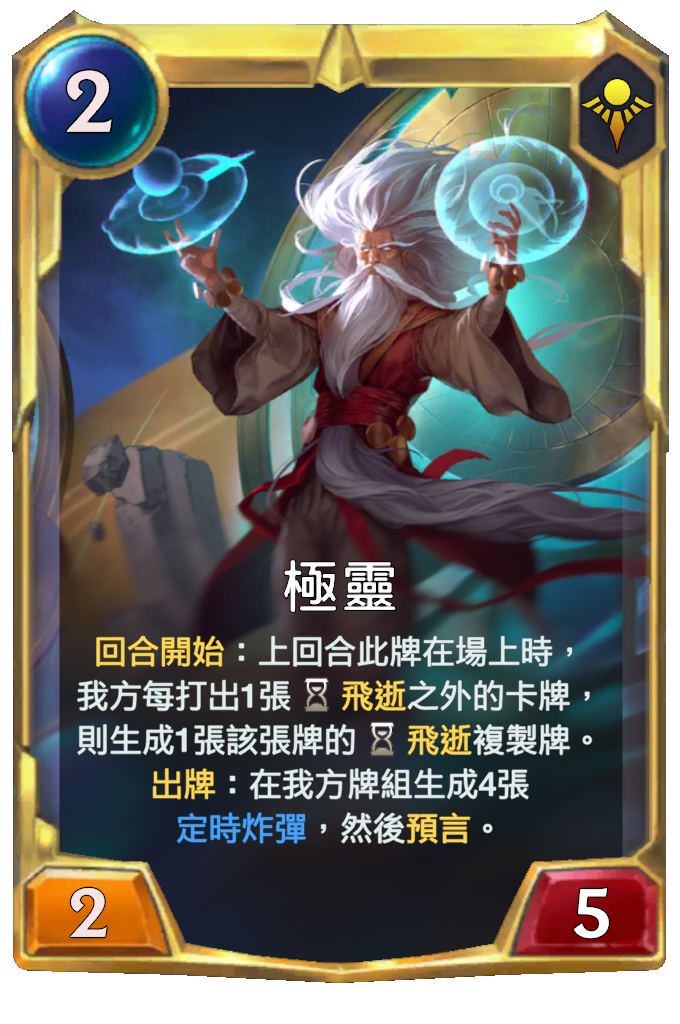 2
極靈
回合開始：上回合此牌在場上時，
我方每打出1張 飛逝之外的卡牌，
則生成1張該張牌的 飛逝複製牌。
出牌：在我方牌組生成4張
定時炸彈，然後預言。
2
5